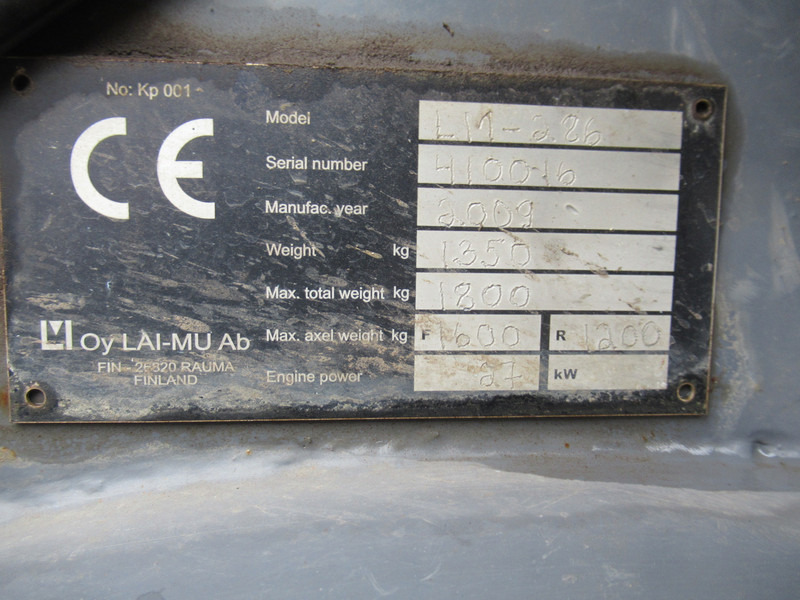 No: Kp 001
CE
Model LM-286
Serial number 410016
Manufac. year 2009
Weight kg 1350
Max. total weight kg 1800
Max. axel weight kg F 1600 R 1200
Engine power 27 kW
LM Oy LAI-MU Ab
FIN - 26820 RAUMA
FINLAND